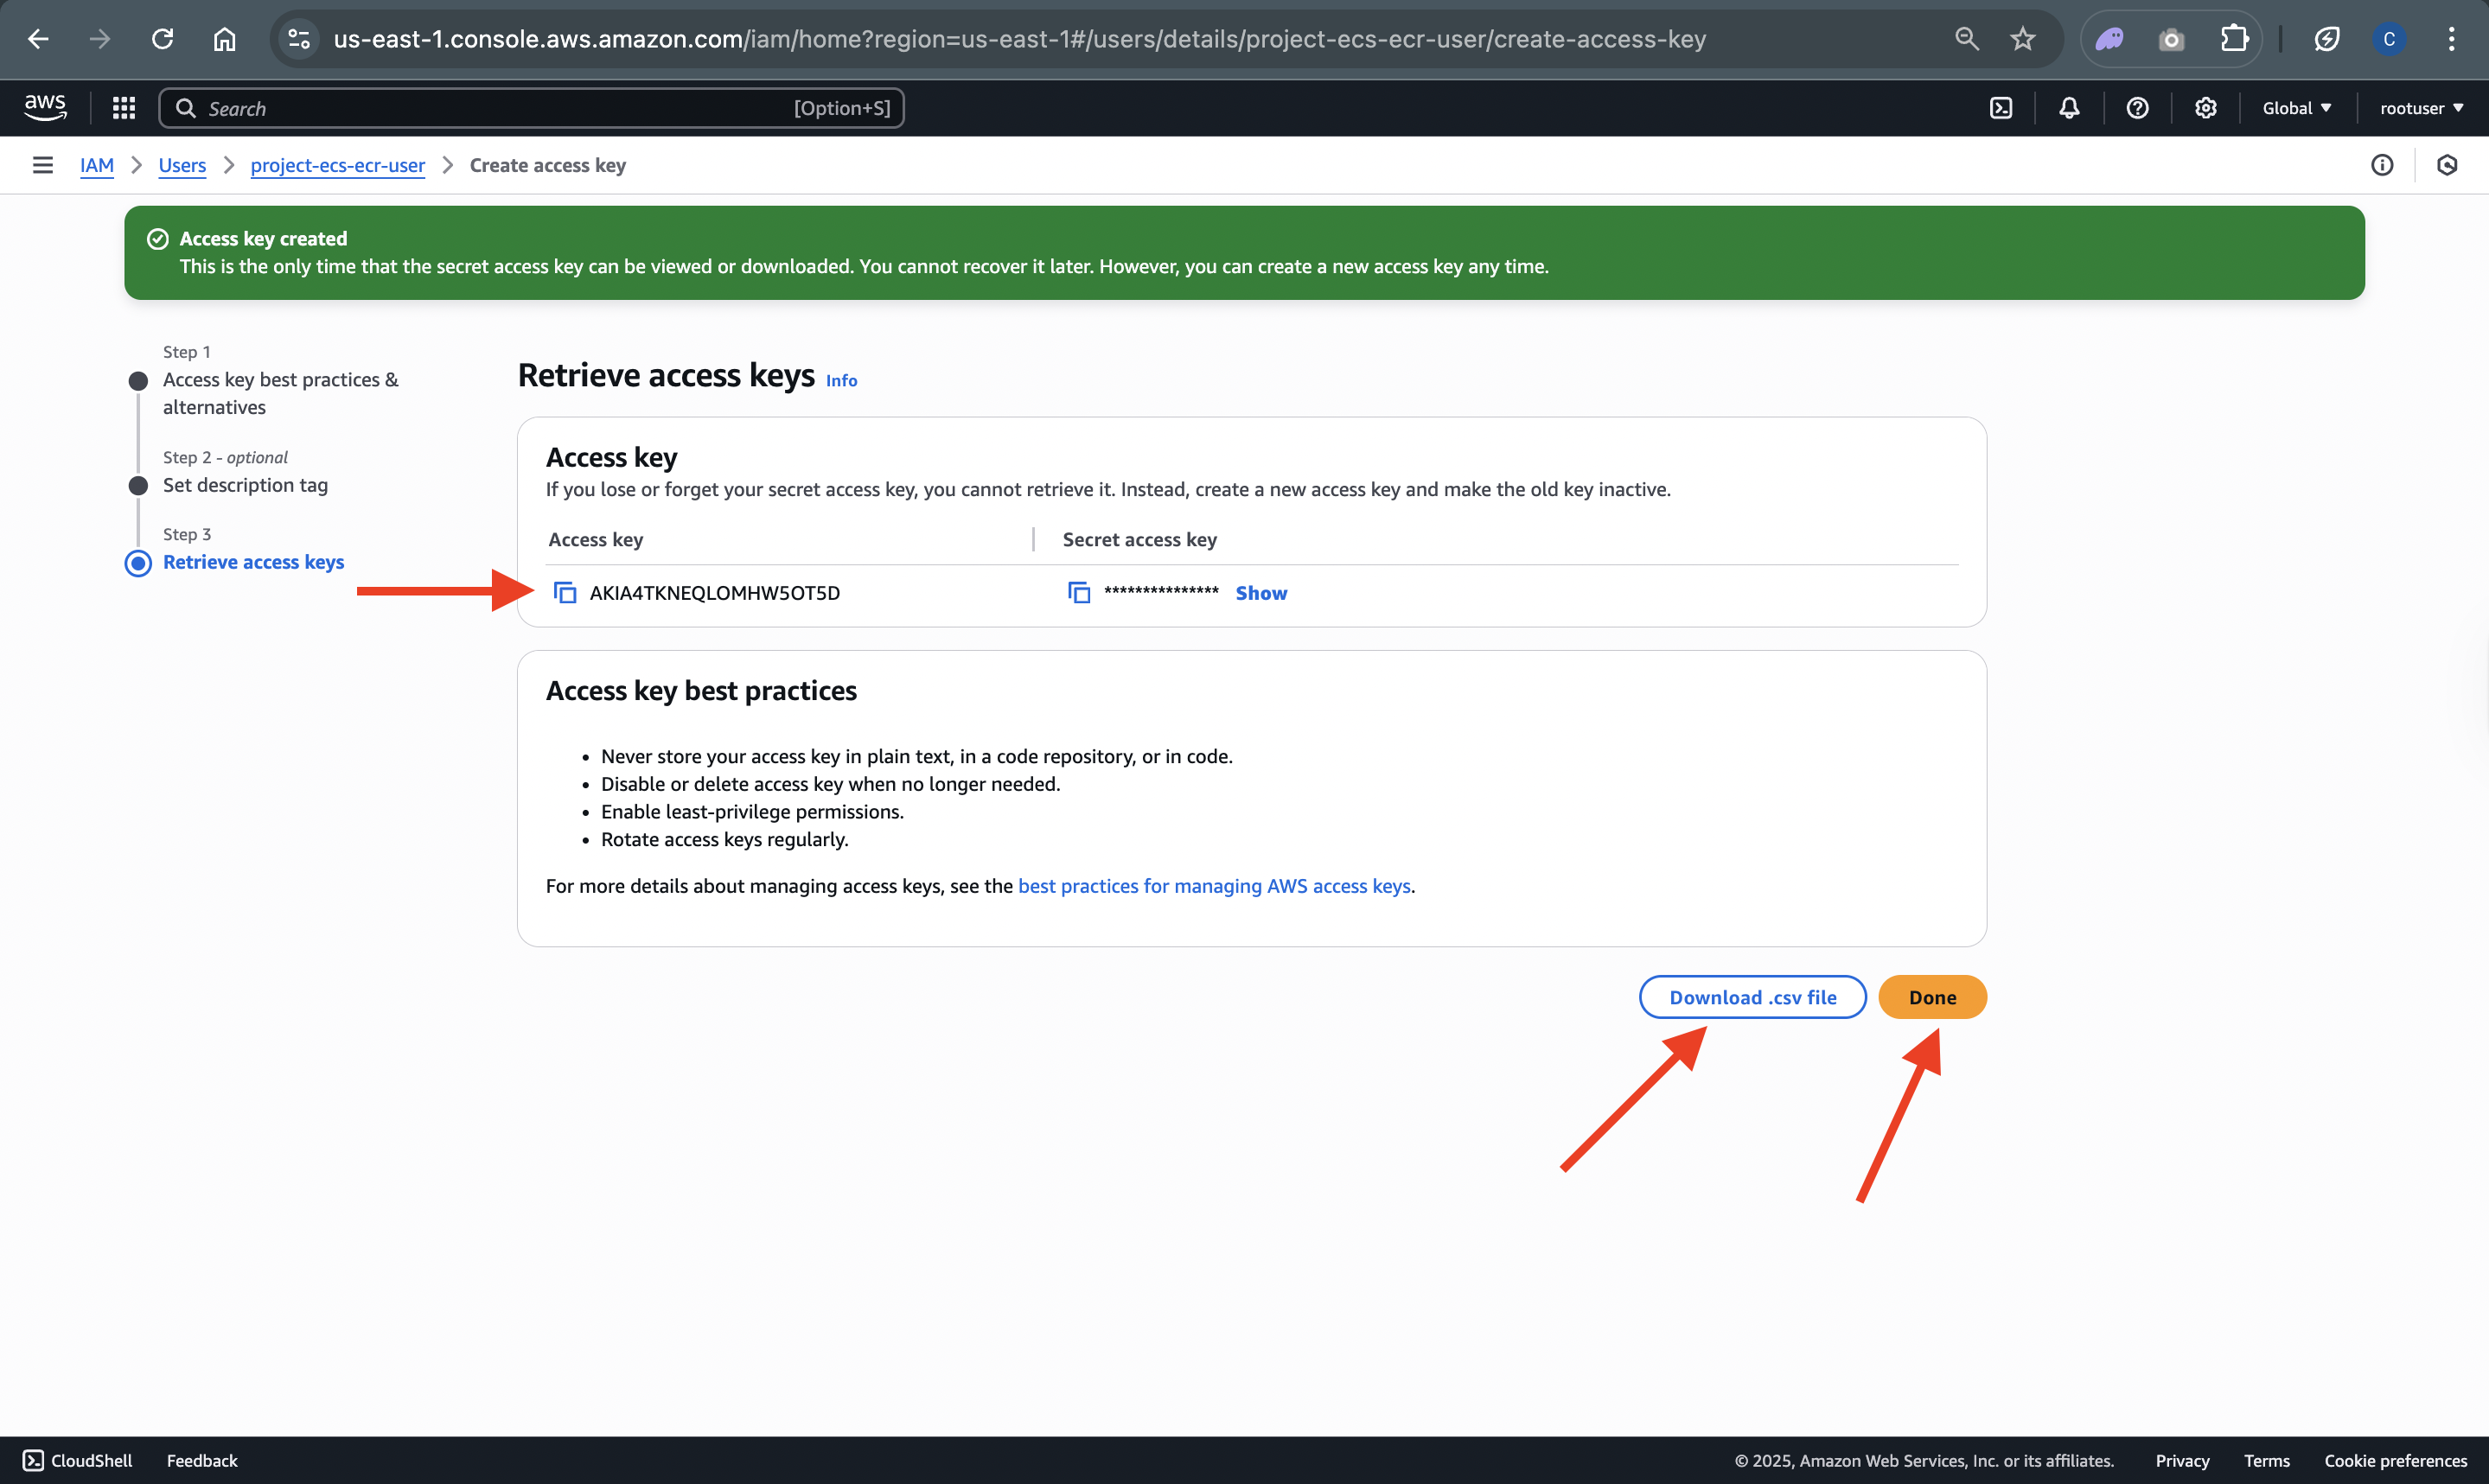 us-east-1.console.aws.amazon.com/iam/home?region=us-east-1#/users/details/project-ecs-ecr-user/create-access-key
C
aws
Search [Option+S]
Global
rootuser
IAM > Users > project-ecs-ecr-user > Create access key
Access key created
This is the only time that the secret access key can be viewed or downloaded. You cannot recover it later. However, you can create a new access key any time.
Step 1
Access key best practices &
alternatives
Step 2 - optional
Set description tag
Step 3
Retrieve access keys
Retrieve access keys Info
Access key
If you lose or forget your secret access key, you cannot retrieve it. Instead, create a new access key and make the old key inactive.
Access key
Secret access key
AKIA4TKNEQLOMHW5OT5D
*************** Show
Access key best practices
• Never store your access key in plain text, in a code repository, or in code.
• Disable or delete access key when no longer needed.
• Enable least-privilege permissions.
• Rotate access keys regularly.
For more details about managing access keys, see the best practices for managing AWS access keys.
Download .csv file
Done
CloudShell
Feedback
© 2025, Amazon Web Services, Inc. or its affiliates.
Privacy
Terms
Cookie preferences